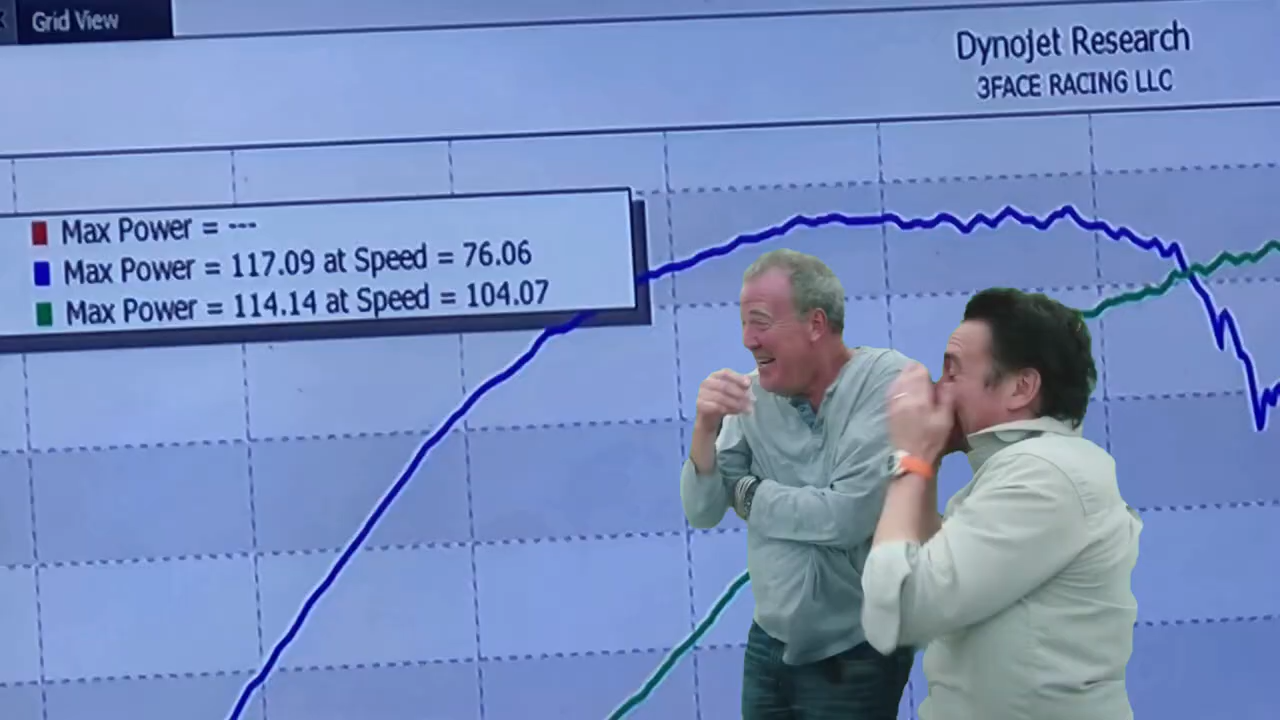 Grid View
Dynojet Research
3FACE RACING LLC
Max Power = ---
Max Power = 117.09 at Speed = 76.06
Max Power = 114.14 at Speed = 104.07